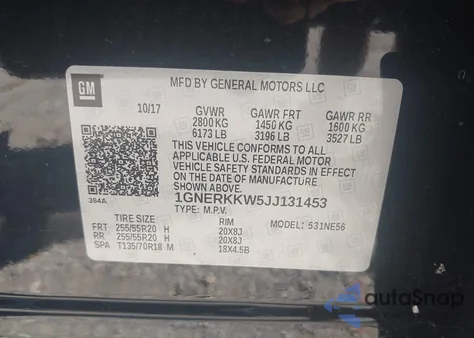 GM
MFD BY GENERAL MOTORS LLC
10/17 GVWR GAWR FRT GAWR RR
2800 KG 1450 KG 1600 KG
6173 LB 3196 LB 3527 LB
THIS VEHICLE CONFORMS TO ALL
APPLICABLE U.S. FEDERAL MOTOR
VEHICLE SAFETY STANDARDS IN EFFECT
ON THE DATE OF MANUFACTURE
SHOWN ABOVE.
384A 1GNERKKW5JJ131453
TYPE: M.P.V. MODEL: 531NE56
TIRE SIZE RIM
FRT 255/55R20 H 20X8J
RR 255/55R20 H 20X8J
SPA T135/70R18 M 18X4.5B
autoSnap